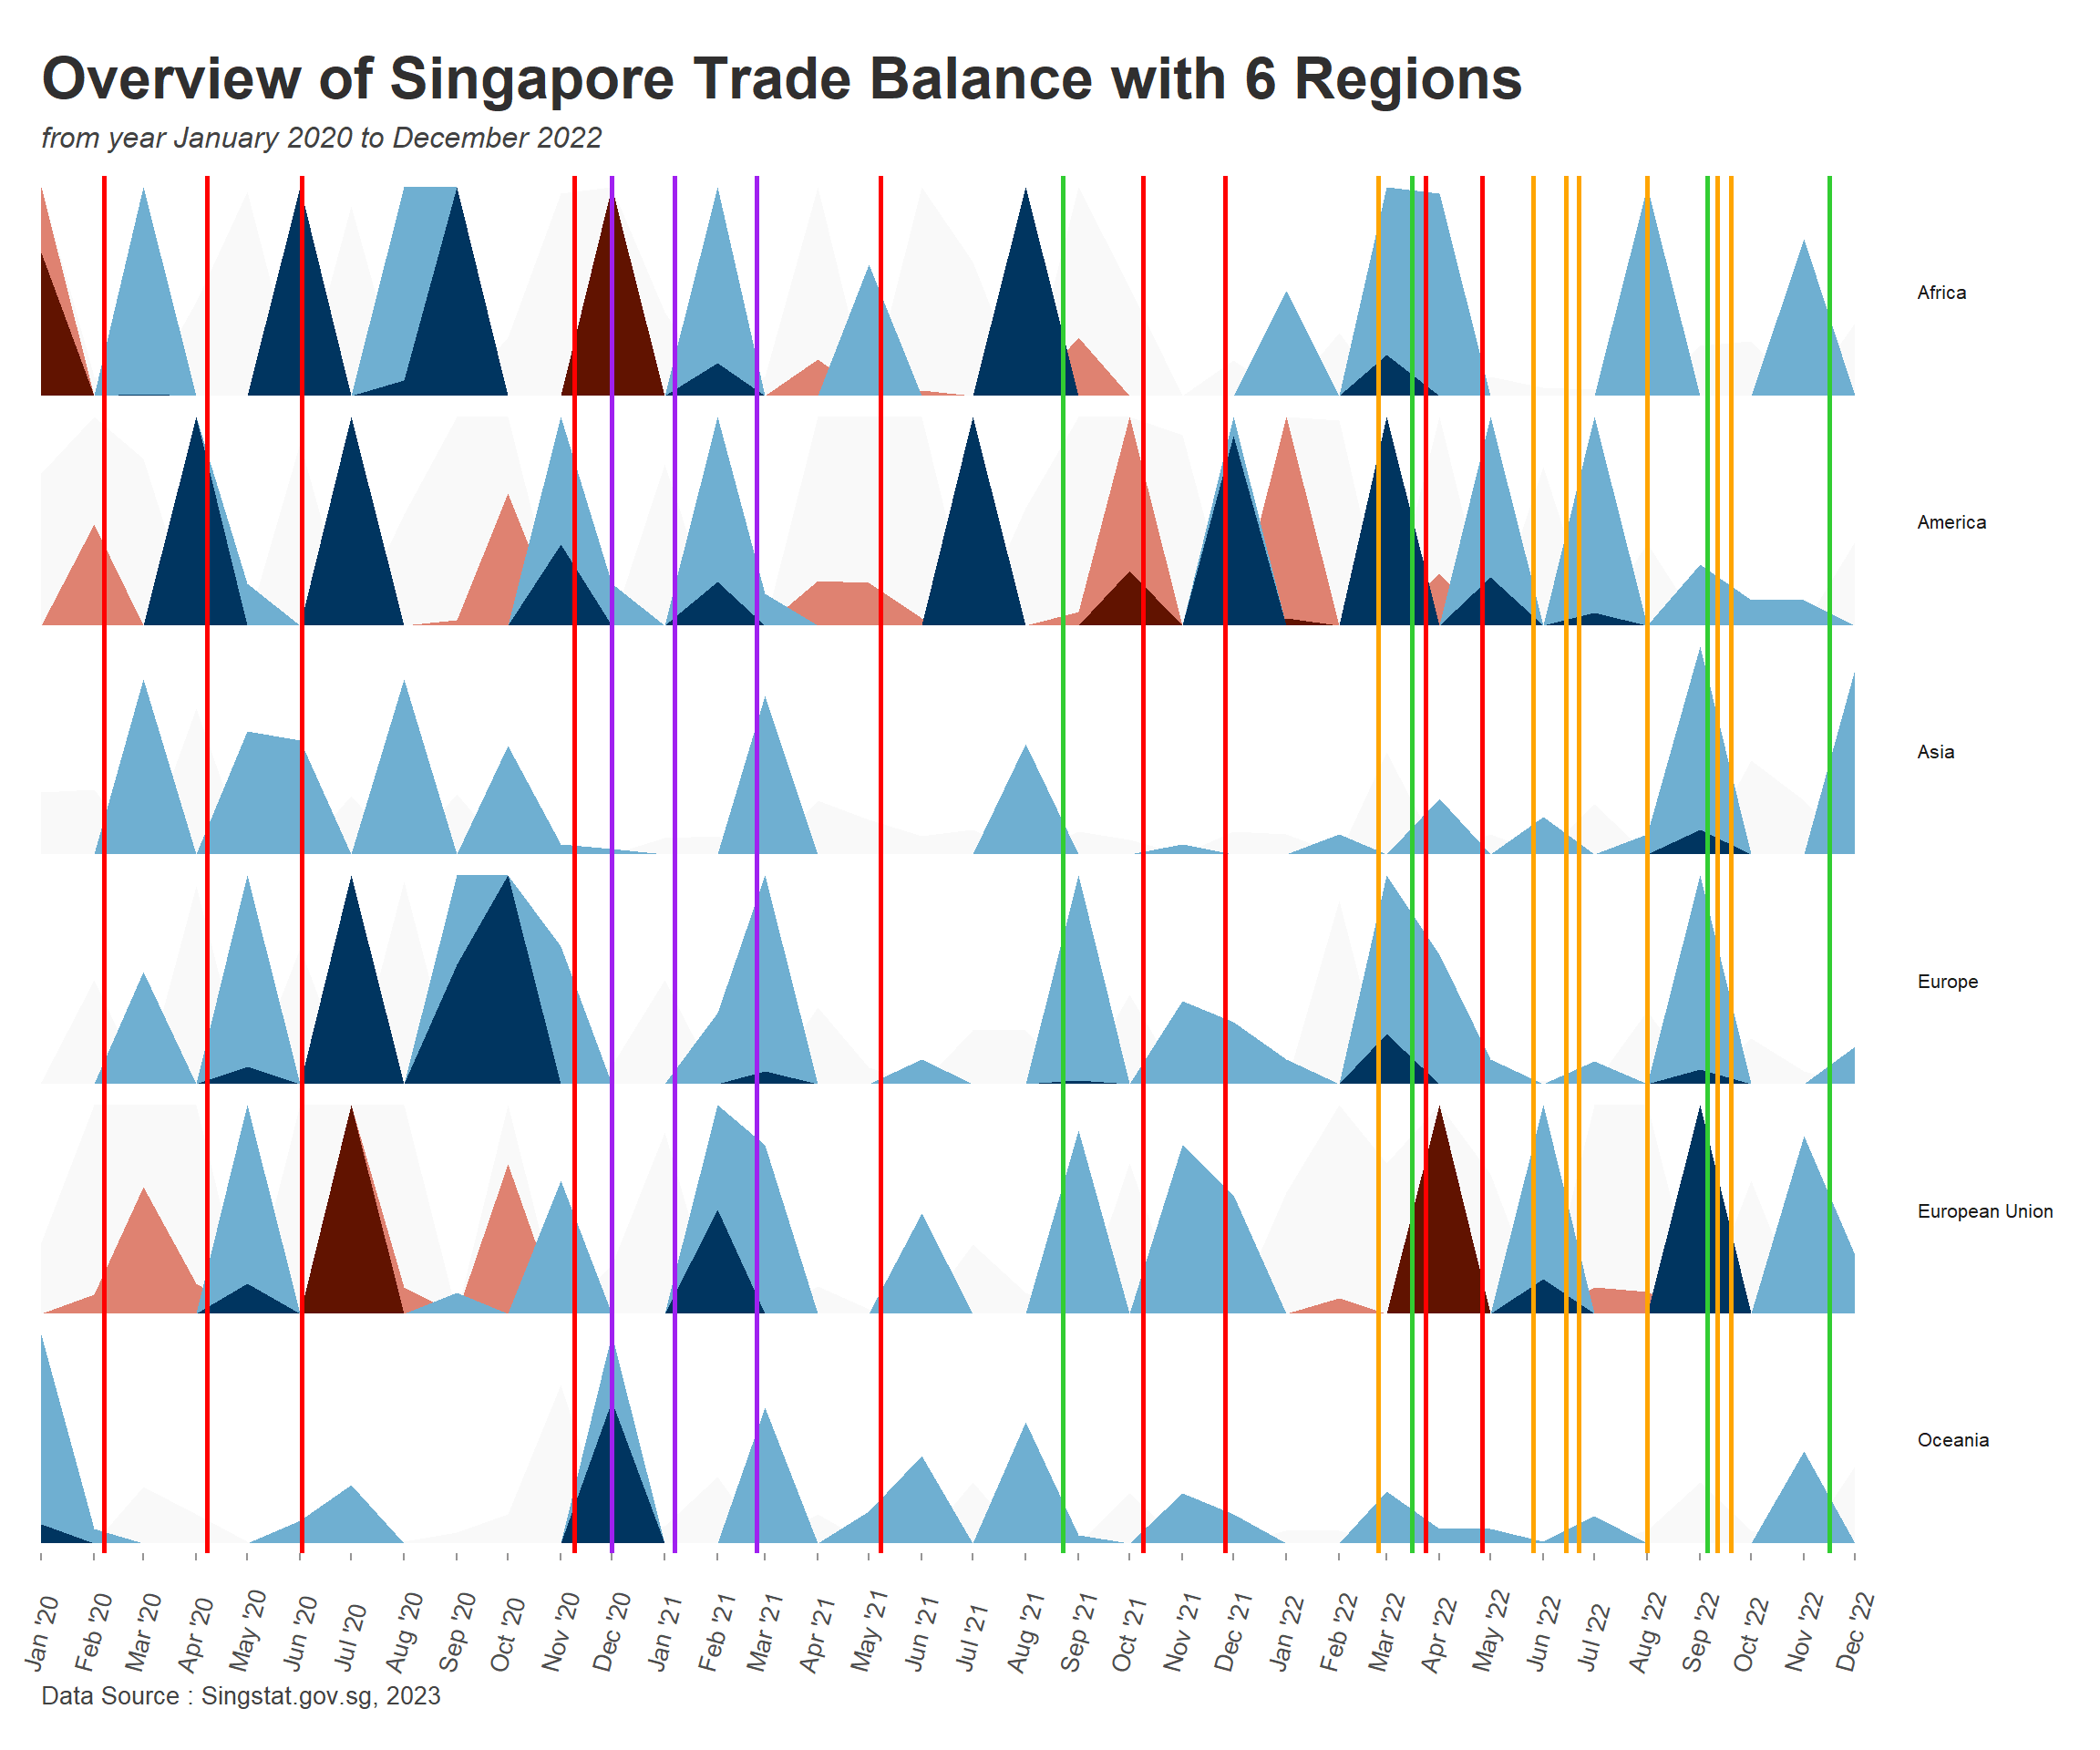 Overview of Singapore Trade Balance with 6 Regions
from year January 2020 to December 2022
Africa
America
Asia
Europe
European Union
Oceania
Jan '20
Feb '20
Mar '20
Apr '20
May '20
Jun '20
Jul '20
Aug '20
Sep '20
Oct '20
Nov '20
Dec '20
Jan '21
Feb '21
Mar '21
Apr '21
May '21
Jun '21
Jul '21
Aug '21
Sep '21
Oct '21
Nov '21
Dec '21
Jan '22
Feb '22
Mar '22
Apr '22
May '22
Jun '22
Jul '22
Aug '22
Sep '22
Oct '22
Nov '22
Dec '22
Data Source : Singstat.gov.sg, 2023